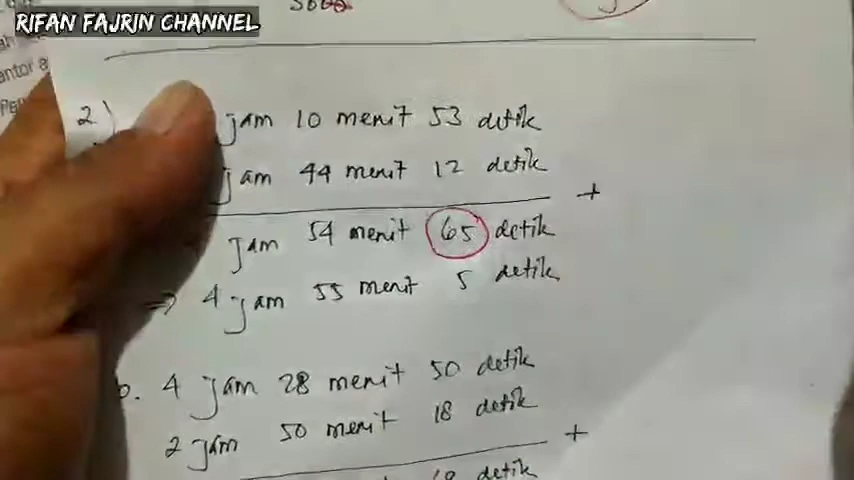 RIFAN FAJRIN CHANNEL
antor a
2) jam 10 menit 53 detik
jam 44 menit 12 detik
+
jam 54 menit 65 detik
=> 4 jam 55 menit 5 detik
b. 4 jam 28 menit 50 detik
2 jam 50 menit 18 detik
+
detik